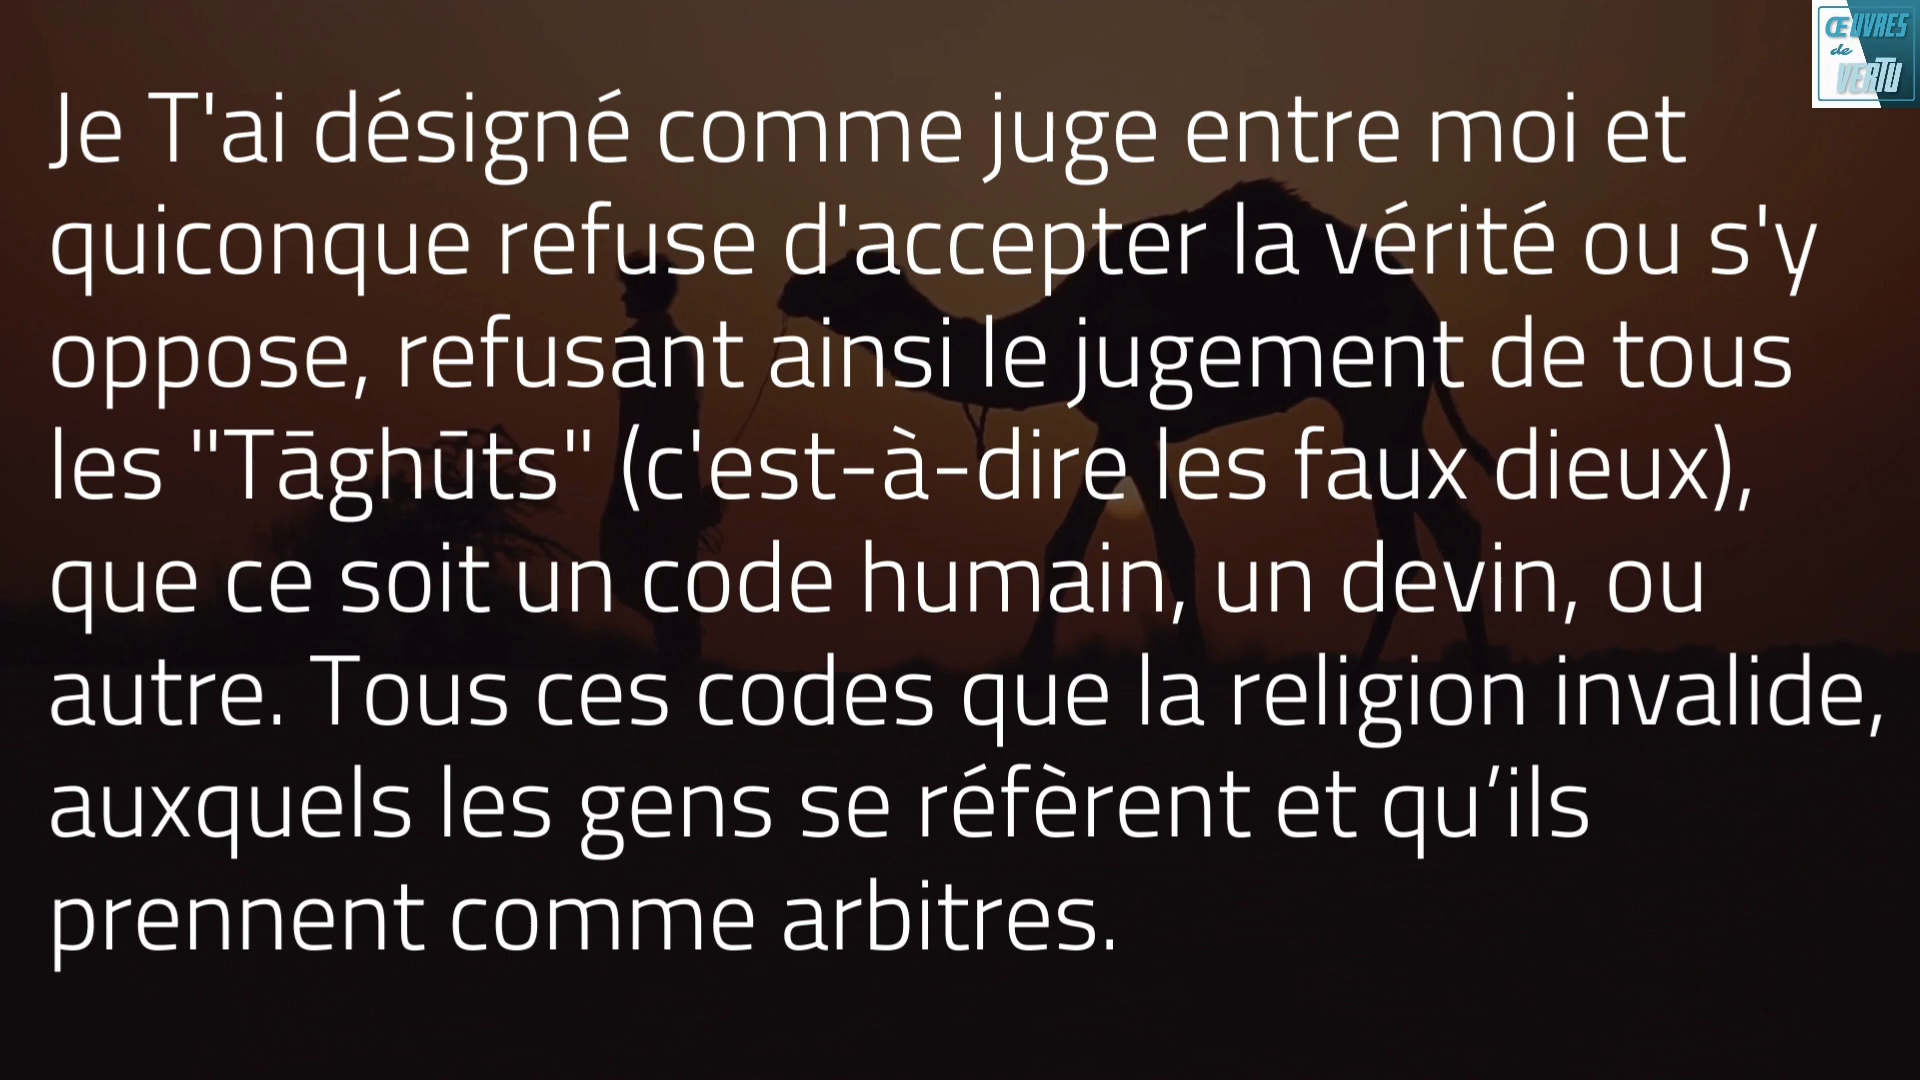 ŒUVRES
de
VERTU
Je T'ai désigné comme juge entre moi et
quiconque refuse d'accepter la vérité ou s'y
oppose, refusant ainsi le jugement de tous
les "Tāghūts" (c'est-à-dire les faux dieux),
que ce soit un code humain, un devin, ou
autre. Tous ces codes que la religion invalide,
auxquels les gens se réfèrent et qu’ils
prennent comme arbitres.